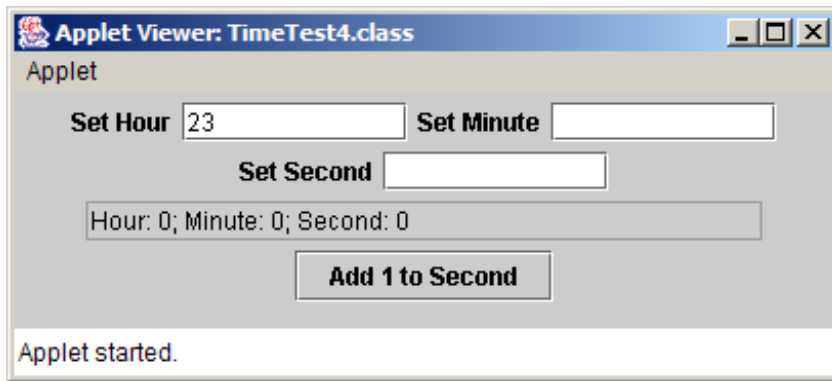 Applet Viewer: TimeTest4.class
Applet
Set Hour 23 Set Minute
Set Second
Hour: 0; Minute: 0; Second: 0
Add 1 to Second
Applet started.